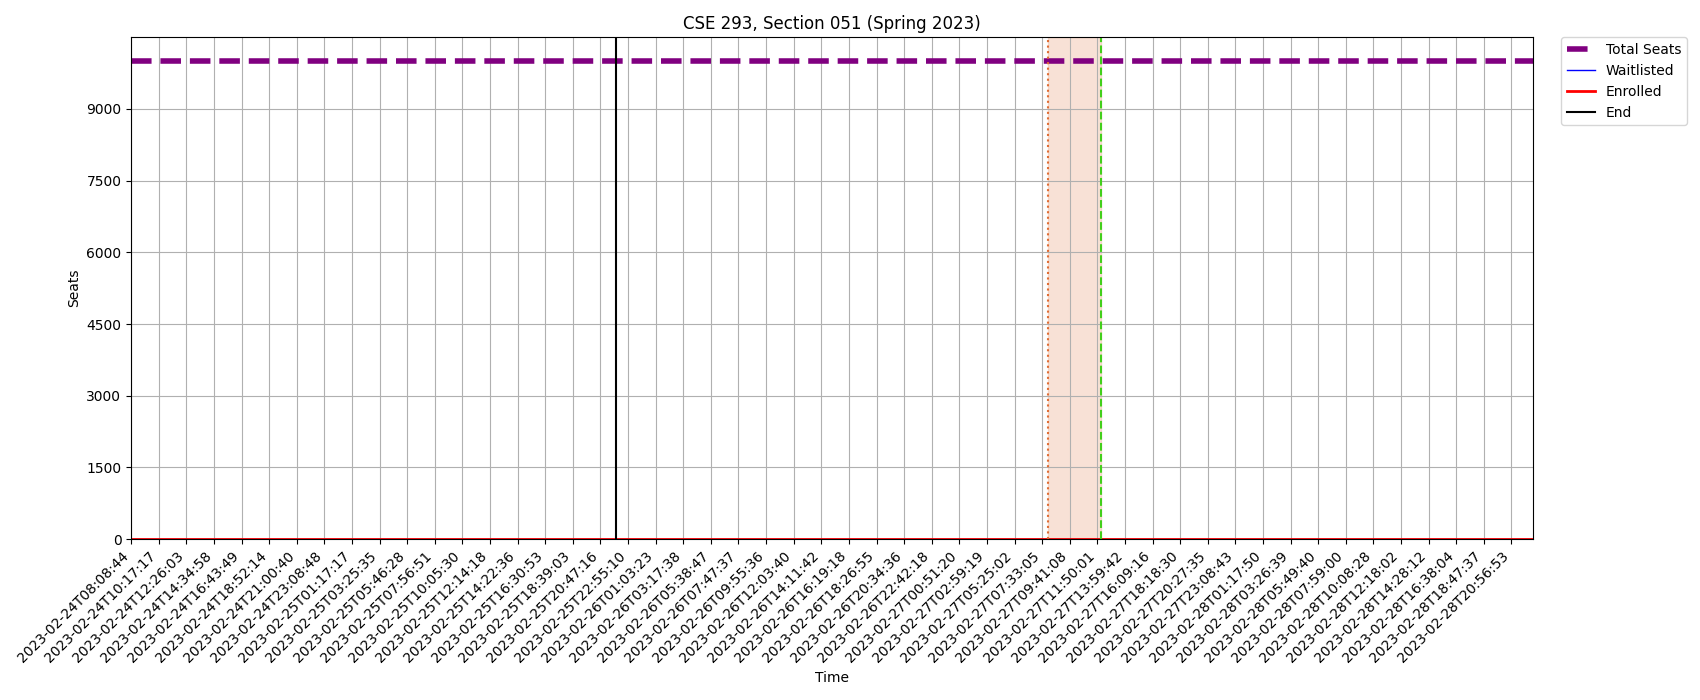 CSE 293, Section 051 (Spring 2023)
Total Seats
Waitlisted
Enrolled
End
Seats
9000
7500
6000
4500
3000
1500
0
2023-02-24T08:08:44
2023-02-24T10:17:17
2023-02-24T12:26:03
2023-02-24T14:34:58
2023-02-24T16:43:49
2023-02-24T18:52:14
2023-02-24T21:00:40
2023-02-24T23:08:48
2023-02-25T01:17:17
2023-02-25T03:25:35
2023-02-25T05:46:28
2023-02-25T07:56:51
2023-02-25T10:05:30
2023-02-25T12:14:18
2023-02-25T14:22:36
2023-02-25T16:30:53
2023-02-25T18:39:03
2023-02-25T20:47:16
2023-02-25T22:55:10
2023-02-26T01:03:23
2023-02-26T03:17:38
2023-02-26T05:38:47
2023-02-26T07:47:37
2023-02-26T09:55:36
2023-02-26T12:03:40
2023-02-26T14:11:42
2023-02-26T16:19:18
2023-02-26T18:26:55
2023-02-26T20:34:36
2023-02-26T22:42:18
2023-02-27T00:51:20
2023-02-27T02:59:19
2023-02-27T05:25:02
2023-02-27T07:33:05
2023-02-27T09:41:08
2023-02-27T11:50:01
2023-02-27T13:59:42
2023-02-27T16:09:16
2023-02-27T18:18:30
2023-02-27T20:27:35
2023-02-27T23:08:43
2023-02-28T01:17:50
2023-02-28T03:26:39
2023-02-28T05:49:40
2023-02-28T07:59:00
2023-02-28T10:08:28
2023-02-28T12:18:02
2023-02-28T14:28:12
2023-02-28T16:38:04
2023-02-28T18:47:37
2023-02-28T20:56:53
Time